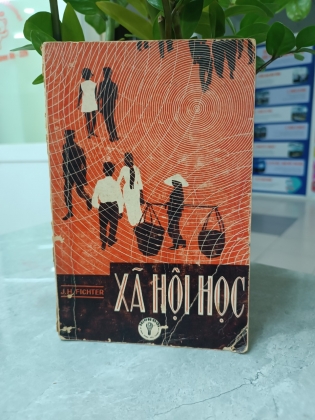 J.H. FICHTER
XÃ HỘI HỌC